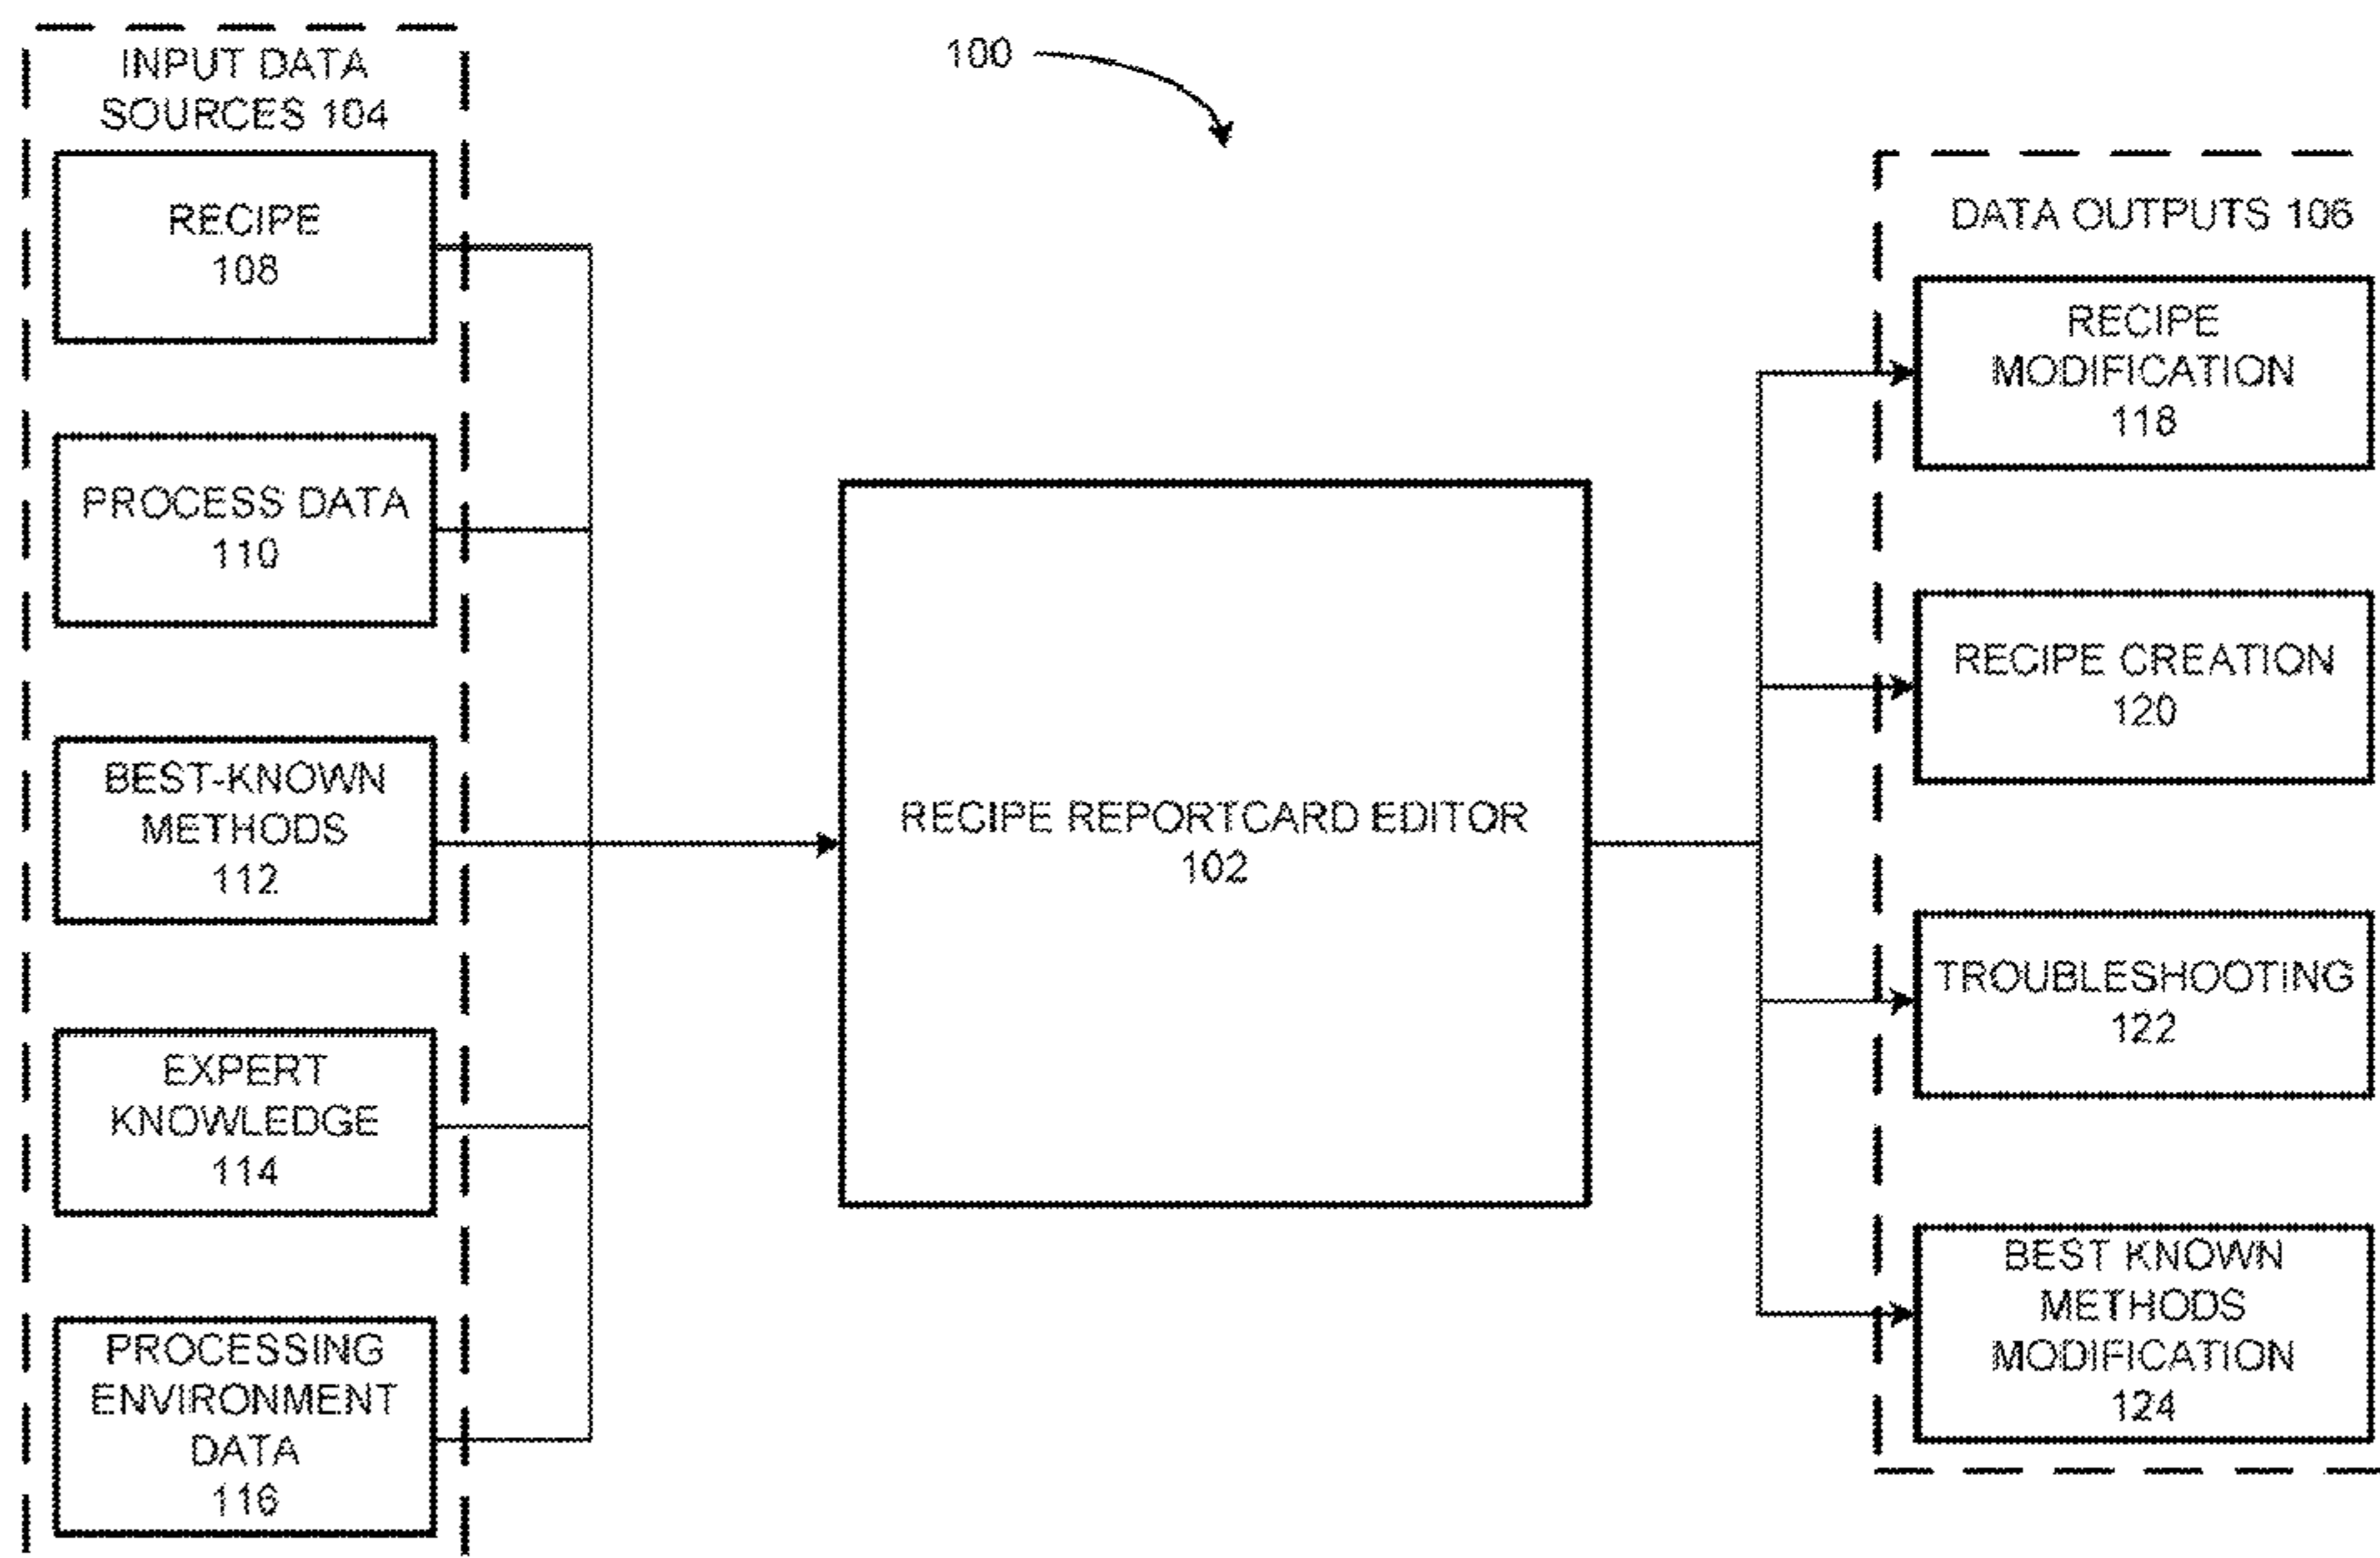 INPUT DATA
SOURCES 104
RECIPE
108
PROCESS DATA
110
BEST-KNOWN
METHODS
112
EXPERT
KNOWLEDGE
114
PROCESSING
ENVIRONMENT
DATA
116
100
RECIPE REPORTCARD EDITOR
102
DATA OUTPUTS 106
RECIPE
MODIFICATION
118
RECIPE CREATION
120
TROUBLESHOOTING
122
BEST KNOWN
METHODS
MODIFICATION
124